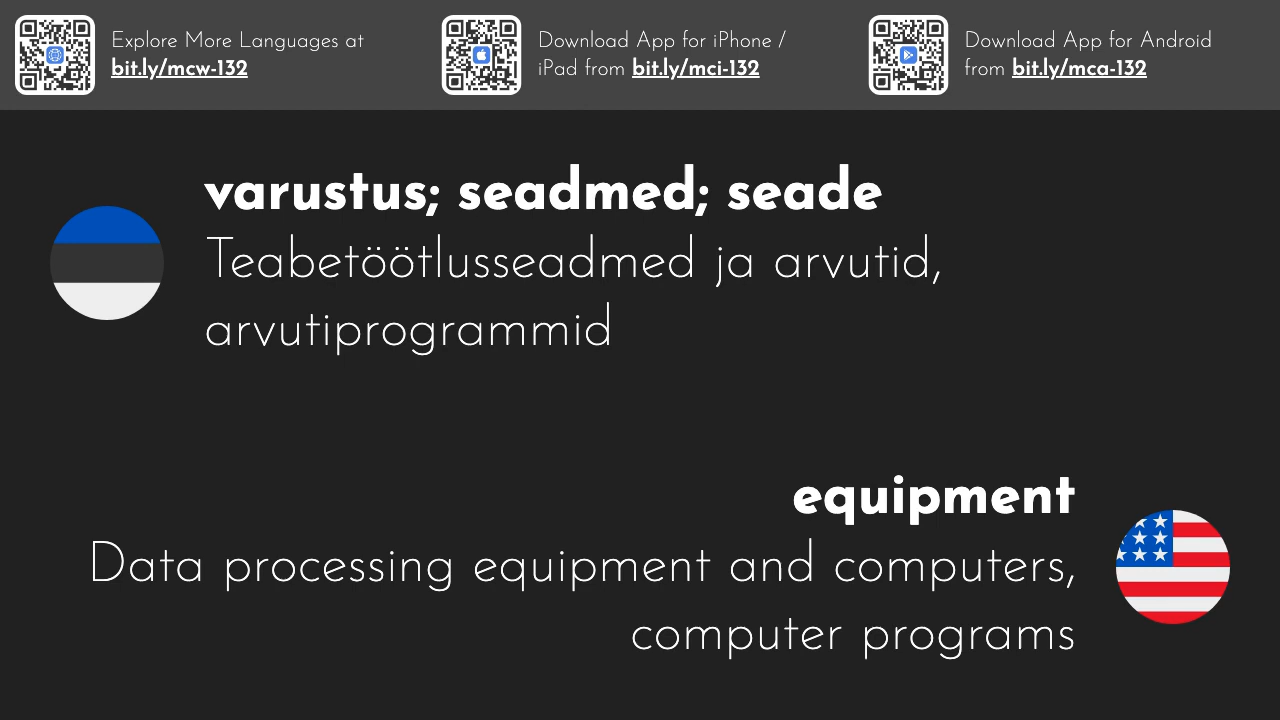 Explore More Languages at
bit.ly/mcw-132
Download App for iPhone /
iPad from bit.ly/mci-132
Download App for Android
from bit.ly/mca-132
varustus; seadmed; seade
Teabetöötlusseadmed ja arvutid,
arvutiprogrammid
equipment
Data processing equipment and computers,
computer programs